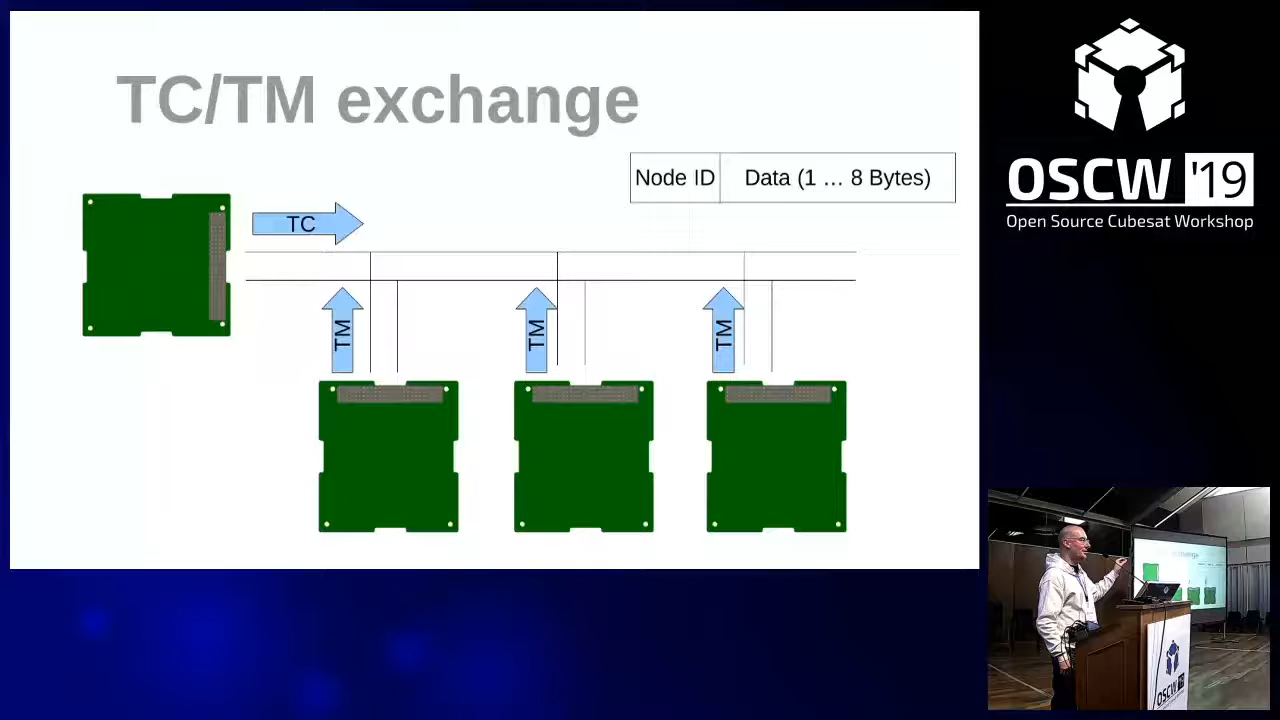 TC/TM exchange
Node ID
Data (1 … 8 Bytes)
TC
TM
TM
TM
OSCW '19
Open Source Cubesat Workshop
OSCW